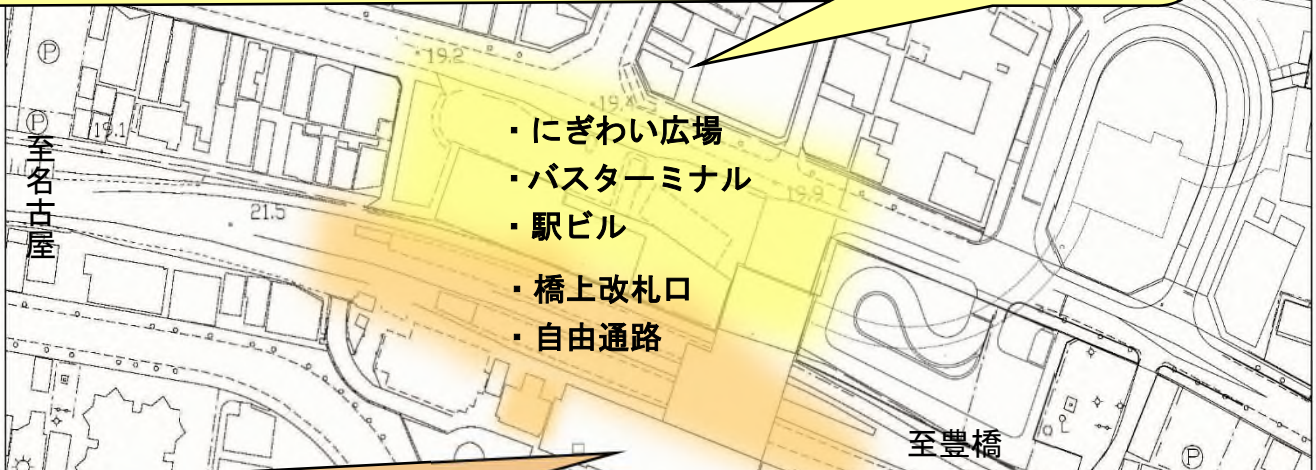 19.2
19.1
至名古屋
21.5
・にぎわい広場
・バスターミナル
19.9
・駅ビル
・橋上改札口
・自由通路
至豊橋
P
P
P